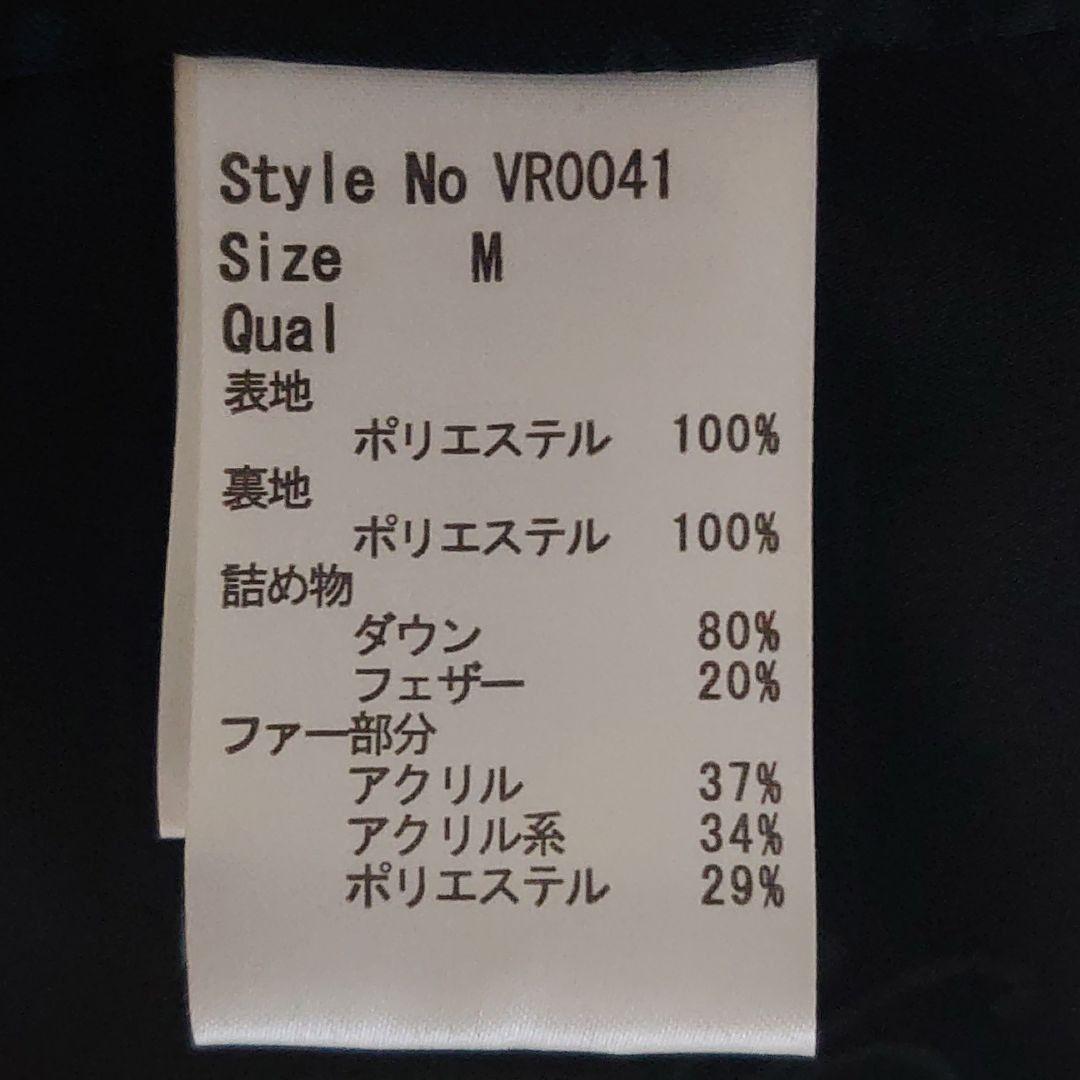 Style No VR0041
Size M
Qual
表地
ポリエステル 100%
裏地
ポリエステル 100%
詰め物
ダウン 80%
フェザー 20%
ファー部分
アクリル 37%
アクリル系 34%
ポリエステル 29%